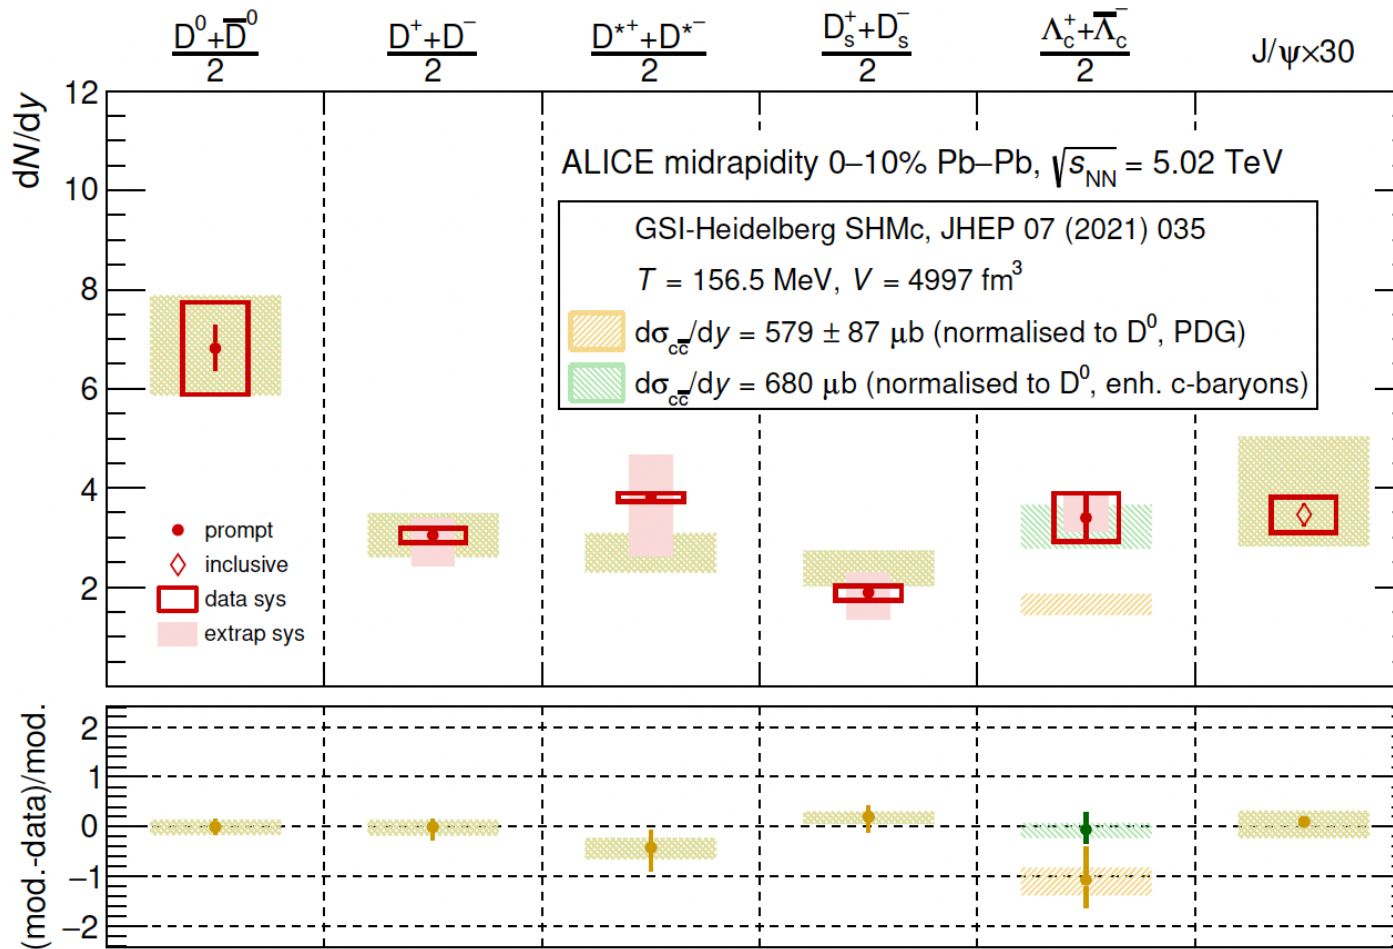 D⁰+D̅⁰
2
D⁺+D⁻
2
D*⁺+D*⁻
2
Dₛ⁺+Dₛ⁻
2
Λ_c⁺+Λ̅_c⁻
2
J/ψ×30
dN/dy
12
10
8
6
4
2
ALICE midrapidity 0–10% Pb–Pb, √s_NN = 5.02 TeV
GSI-Heidelberg SHMc, JHEP 07 (2021) 035
T = 156.5 MeV, V = 4997 fm³
dσ_cc̅/dy = 579 ± 87 μb (normalised to D⁰, PDG)
dσ_cc̅/dy = 680 μb (normalised to D⁰, enh. c-baryons)
prompt
inclusive
data sys
extrap sys
(mod.-data)/mod.
2
1
0
−1
−2